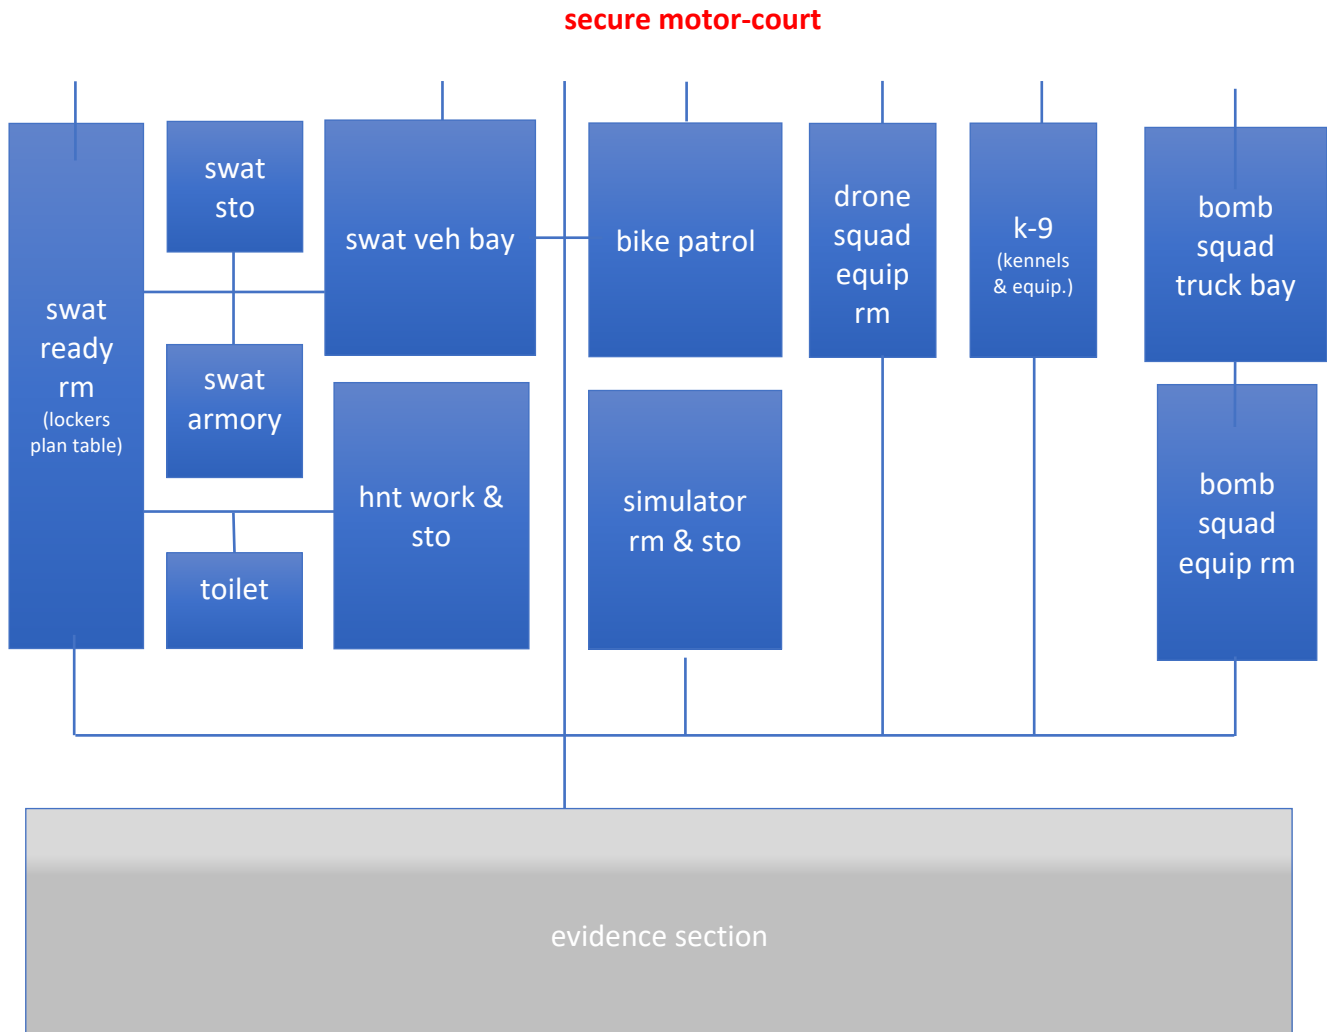 secure motor-court
swat
ready
rm
(lockers
plan table)
swat
sto
swat
armory
toilet
swat veh bay
hnt work &
sto
bike patrol
simulator
rm & sto
drone
squad
equip
rm
k-9
(kennels
& equip.)
bomb
squad
truck bay
bomb
squad
equip rm
evidence section